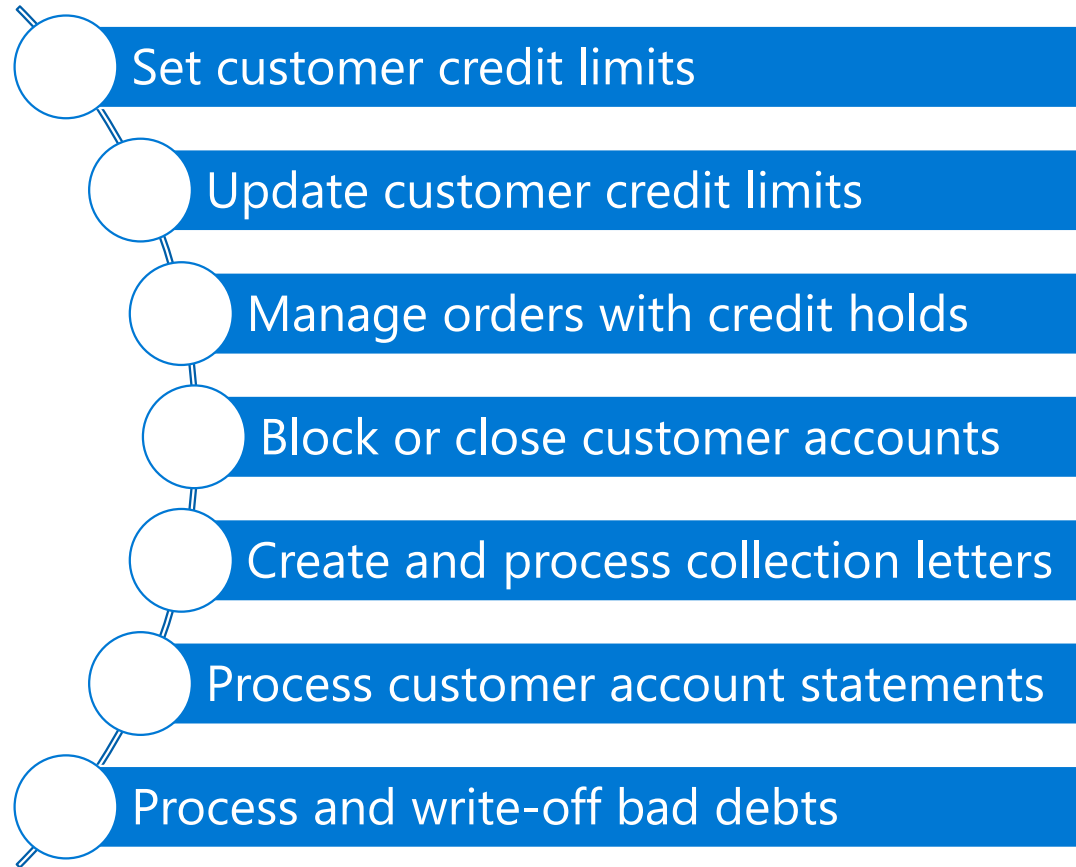 Set customer credit limits
Update customer credit limits
Manage orders with credit holds
Block or close customer accounts
Create and process collection letters
Process customer account statements
Process and write-off bad debts